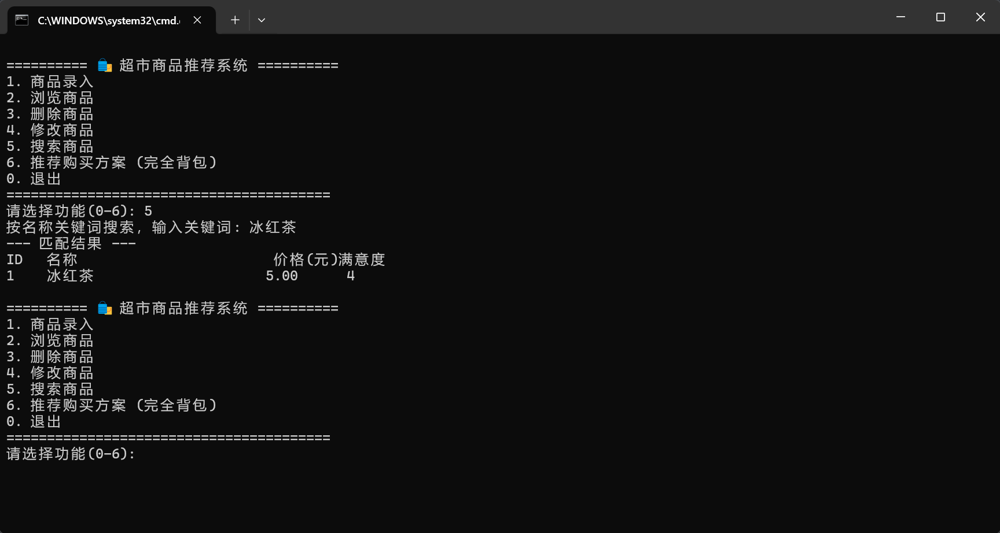 C:\WINDOWS\system32\cmd.
========== 🛍 超市商品推荐系统 ==========
1. 商品录入
2. 浏览商品
3. 删除商品
4. 修改商品
5. 搜索商品
6. 推荐购买方案 (完全背包)
0. 退出
========================================
请选择功能(0-6): 5
按名称关键词搜索, 输入关键词: 冰红茶
--- 匹配结果 ---
ID   名称                        价格(元)满意度
1    冰红茶                     5.00      4
========== 🛍 超市商品推荐系统 ==========
1. 商品录入
2. 浏览商品
3. 删除商品
4. 修改商品
5. 搜索商品
6. 推荐购买方案 (完全背包)
0. 退出
========================================
请选择功能(0-6):